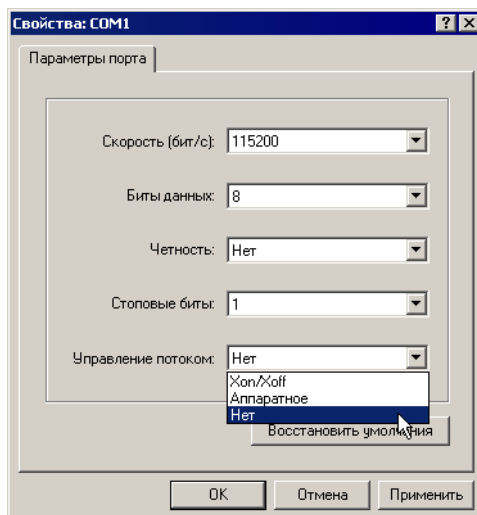 Свойства: COM1
Параметры порта
Скорость (бит/с): 115200
Биты данных: 8
Четность: Нет
Стоповые биты: 1
Управление потоком: Нет
Xon/Xoff
Аппаратное
Нет
Восстановить умолчания
OK Отмена Применить